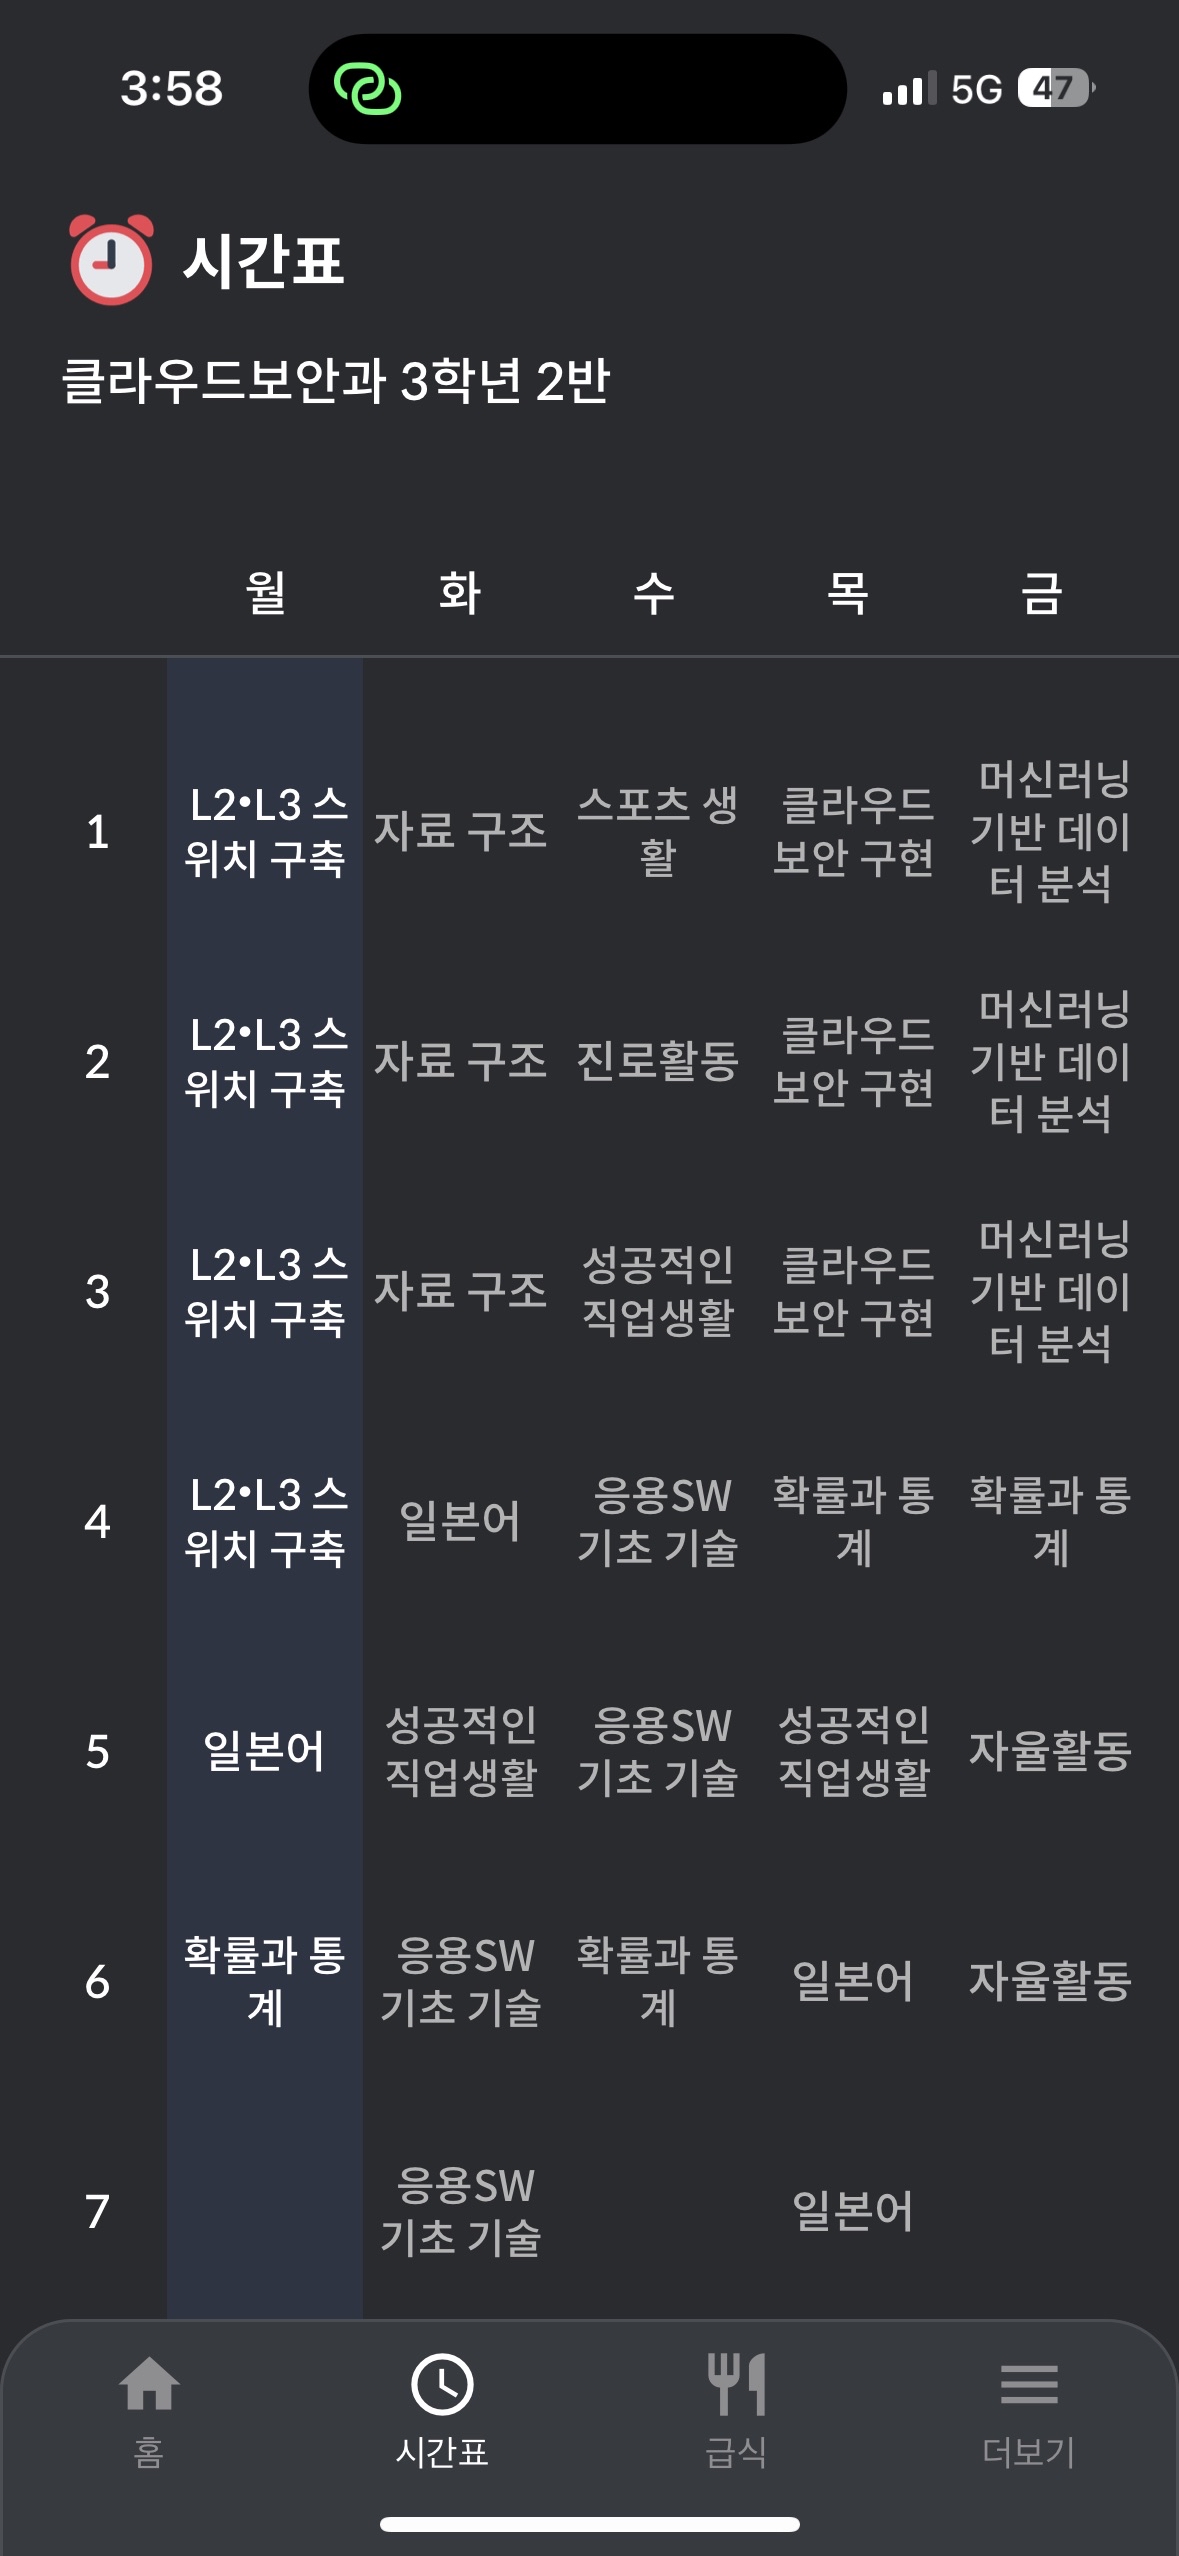 3:58
5G 47
시간표
클라우드보안과 3학년 2반
월 화 수 목 금
1
L2•L3 스
위치 구축
자료 구조
스포츠 생
활
클라우드
보안 구현
머신러닝
기반 데이
터 분석
2
L2•L3 스
위치 구축
자료 구조
진로활동
클라우드
보안 구현
머신러닝
기반 데이
터 분석
3
L2•L3 스
위치 구축
자료 구조
성공적인
직업생활
클라우드
보안 구현
머신러닝
기반 데이
터 분석
4
L2•L3 스
위치 구축
일본어
응용SW
기초 기술
확률과 통
계
확률과 통
계
5
일본어
성공적인
직업생활
응용SW
기초 기술
성공적인
직업생활
자율활동
6
확률과 통
계
응용SW
기초 기술
확률과 통
계
일본어
자율활동
7
응용SW
기초 기술
일본어
홈 시간표 급식 더보기